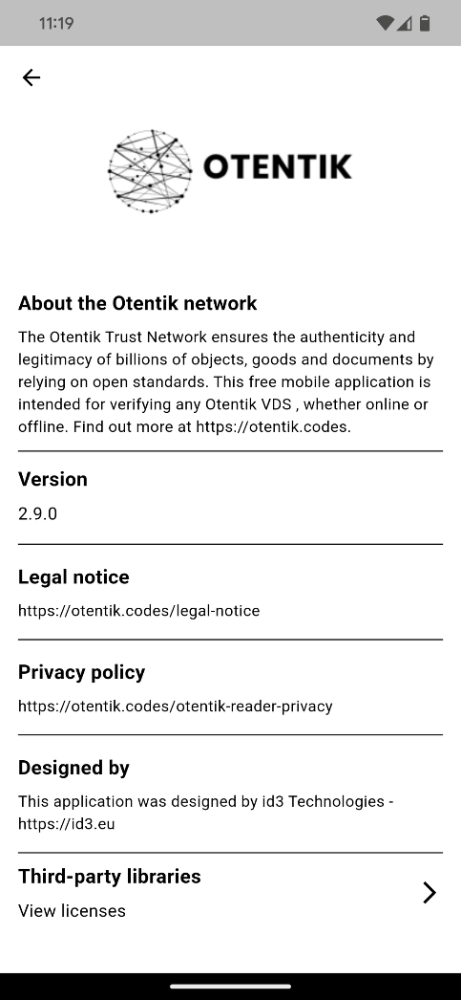 11:19
OTENTIK
About the Otentik network
The Otentik Trust Network ensures the authenticity and
legitimacy of billions of objects, goods and documents by
relying on open standards. This free mobile application is
intended for verifying any Otentik VDS , whether online or
offline. Find out more at https://otentik.codes.
Version
2.9.0
Legal notice
https://otentik.codes/legal-notice
Privacy policy
https://otentik.codes/otentik-reader-privacy
Designed by
This application was designed by id3 Technologies -
https://id3.eu
Third-party libraries
View licenses